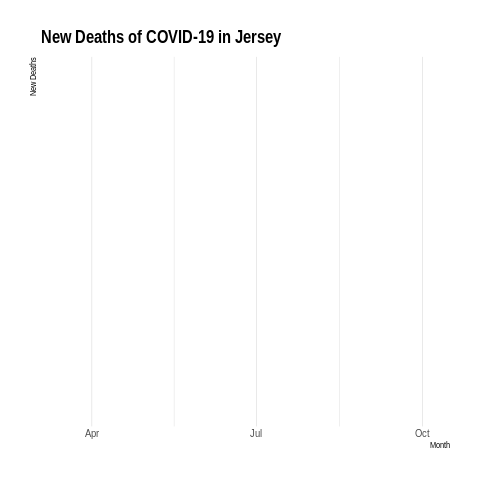 New Deaths of COVID-19 in Jersey
New Deaths
Apr
Jul
Oct
Month